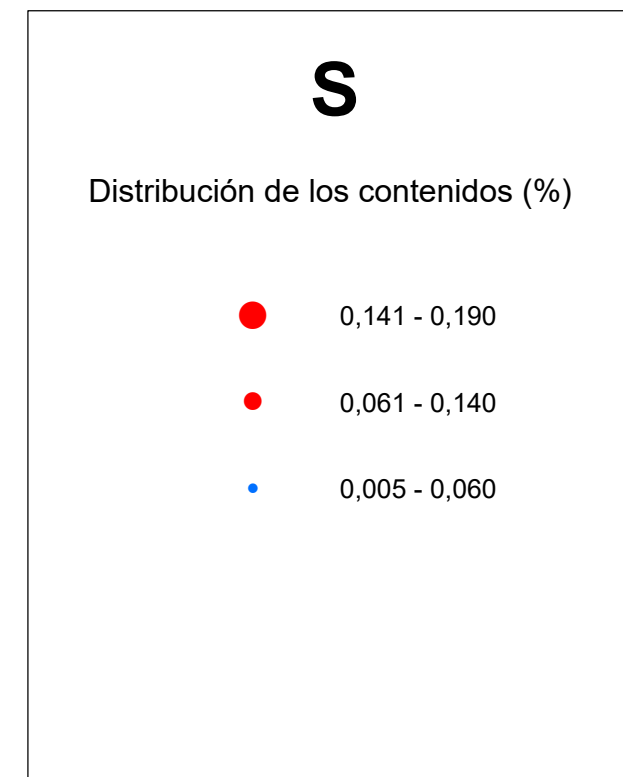 S
Distribución de los contenidos (%)
0,141 - 0,190
0,061 - 0,140
0,005 - 0,060